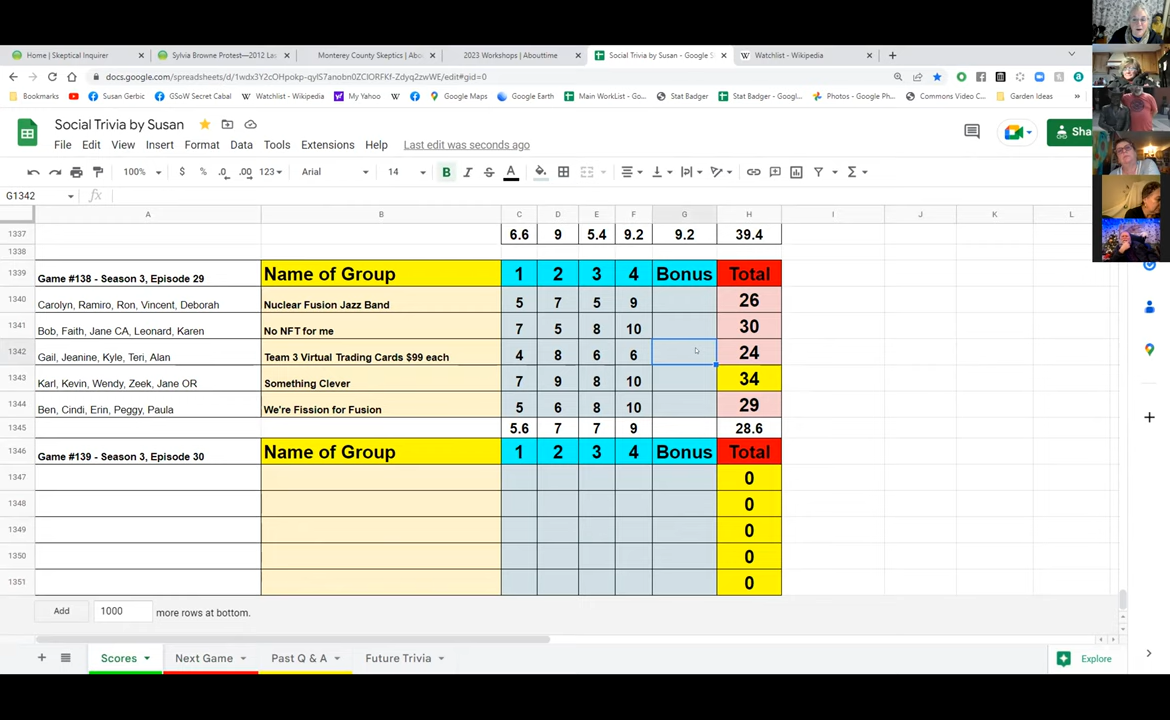 Home | Skeptical Inquirer
Sylvia Browne Protest—2012 Las
Monterey County Skeptics | Abou
2023 Workshops | Abouttime
Social Trivia by Susan - Google S
Watchlist - Wikipedia
docs.google.com/spreadsheets/d/1wdx3Y2cOHpokp-qylS7anobn0ZClORFKf-Zdyq2zwWE/edit#gid=0
Bookmarks Susan Gerbic GSoW Secret Cabal Watchlist - Wikipedia My Yahoo Google Maps Google Earth Main WorkList - Go... Stat Badger Stat Badger - Googl... Photos - Google Ph... Commons Video C... Garden Ideas »
Social Trivia by Susan
Sha
File Edit View Insert Format Data Tools Extensions Help Last edit was seconds ago
100% $ % .0 .00 123 Arial 14 B I S A
G1342 fx
A B C D E F G H I J K L
1337 6.6 9 5.4 9.2 9.2 39.4
1338
1339 Game #138 - Season 3, Episode 29 Name of Group 1 2 3 4 Bonus Total
1340 Carolyn, Ramiro, Ron, Vincent, Deborah Nuclear Fusion Jazz Band 5 7 5 9 26
1341 Bob, Faith, Jane CA, Leonard, Karen No NFT for me 7 5 8 10 30
1342 Gail, Jeanine, Kyle, Teri, Alan Team 3 Virtual Trading Cards $99 each 4 8 6 6 24
1343 Karl, Kevin, Wendy, Zeek, Jane OR Something Clever 7 9 8 10 34
1344 Ben, Cindi, Erin, Peggy, Paula We're Fission for Fusion 5 6 8 10 29
1345 5.6 7 7 9 28.6
1346 Game #139 - Season 3, Episode 30 Name of Group 1 2 3 4 Bonus Total
1347 0
1348 0
1349 0
1350 0
1351 0
Add 1000 more rows at bottom.
Scores Next Game Past Q & A Future Trivia Explore